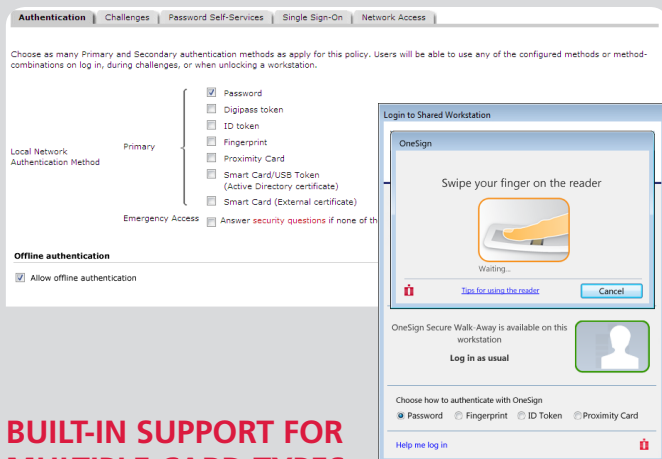 Authentication Challenges Password Self-Services Single Sign-On Network Access
Choose as many Primary and Secondary authentication methods as apply for this policy. Users will be able to use any of the configured methods or method-
combinations on log in, during challenges, or when unlocking a workstation.
Local Network
Authentication Method
Primary
Password
Digipass token
ID token
Fingerprint
Proximity Card
Smart Card/USB Token
(Active Directory certificate)
Smart Card (External certificate)
Emergency Access
Answer security questions if none of th
Offline authentication
Allow offline authentication
Login to Shared Workstation
OneSign
Swipe your finger on the reader
Waiting...
Tips for using the reader
Cancel
OneSign Secure Walk-Away is available on this
workstation
Log in as usual
Choose how to authenticate with OneSign
Password Fingerprint ID Token Proximity Card
Help me log in
BUILT-IN SUPPORT FOR
MULTIPLE CARD TYPES